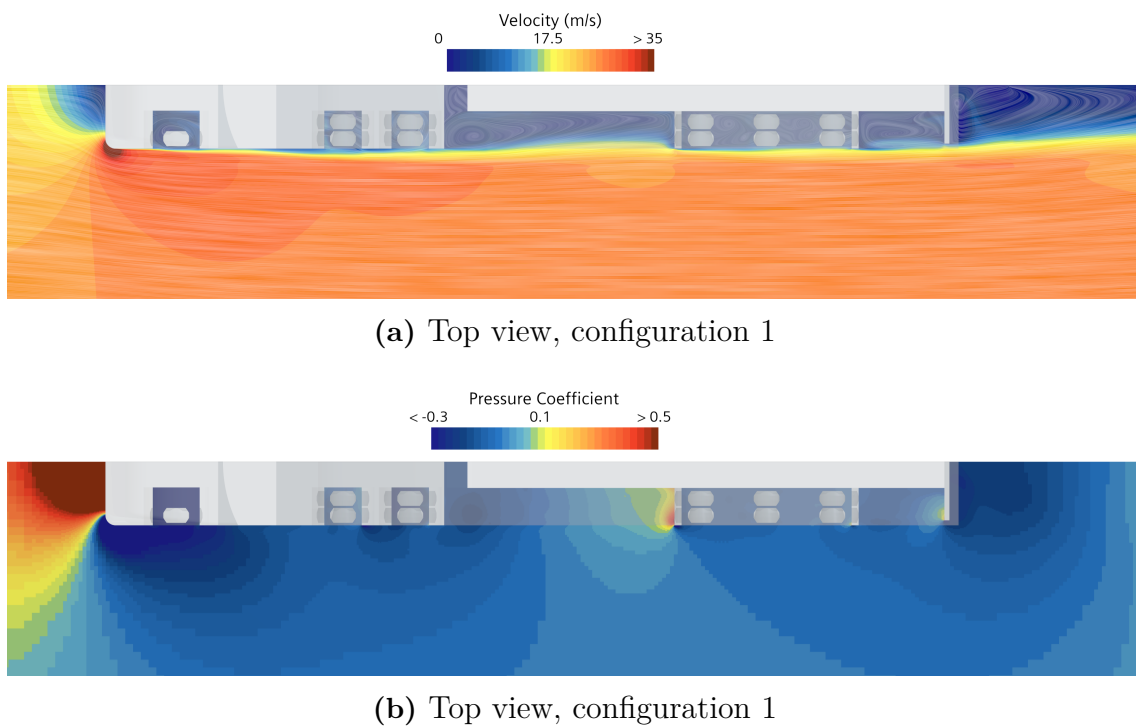 Velocity (m/s)
0 17.5 > 35
(a) Top view, configuration 1
Pressure Coefficient
< -0.3 0.1 > 0.5
(b) Top view, configuration 1